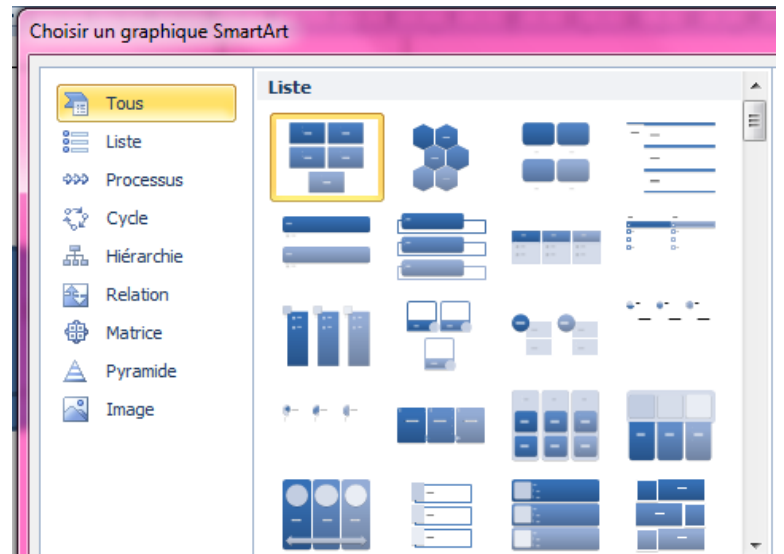 Choisir un graphique SmartArt
Tous
Liste
Processus
Cycle
Hiérarchie
Relation
Matrice
Pyramide
Image
Liste